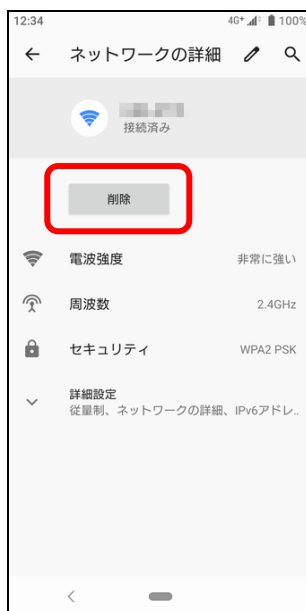 12:34 4G+ 100%
ネットワークの詳細
接続済み
削除
電波強度 非常に強い
周波数 2.4GHz
セキュリティ WPA2 PSK
詳細設定
従量制、ネットワークの詳細、IPv6アドレ..